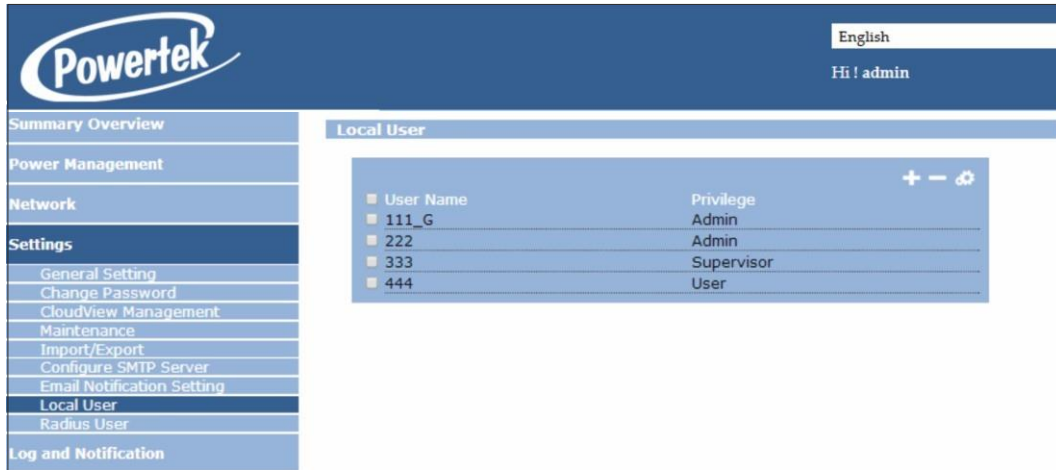 Powertek
English
Hi ! admin
Summary Overview
Power Management
Network
Settings
General Setting
Change Password
CloudView Management
Maintenance
Import/Export
Configure SMTP Server
Email Notification Setting
Local User
Radius User
Log and Notification
Local User
User Name Privilege
111_G Admin
222 Admin
333 Supervisor
444 User